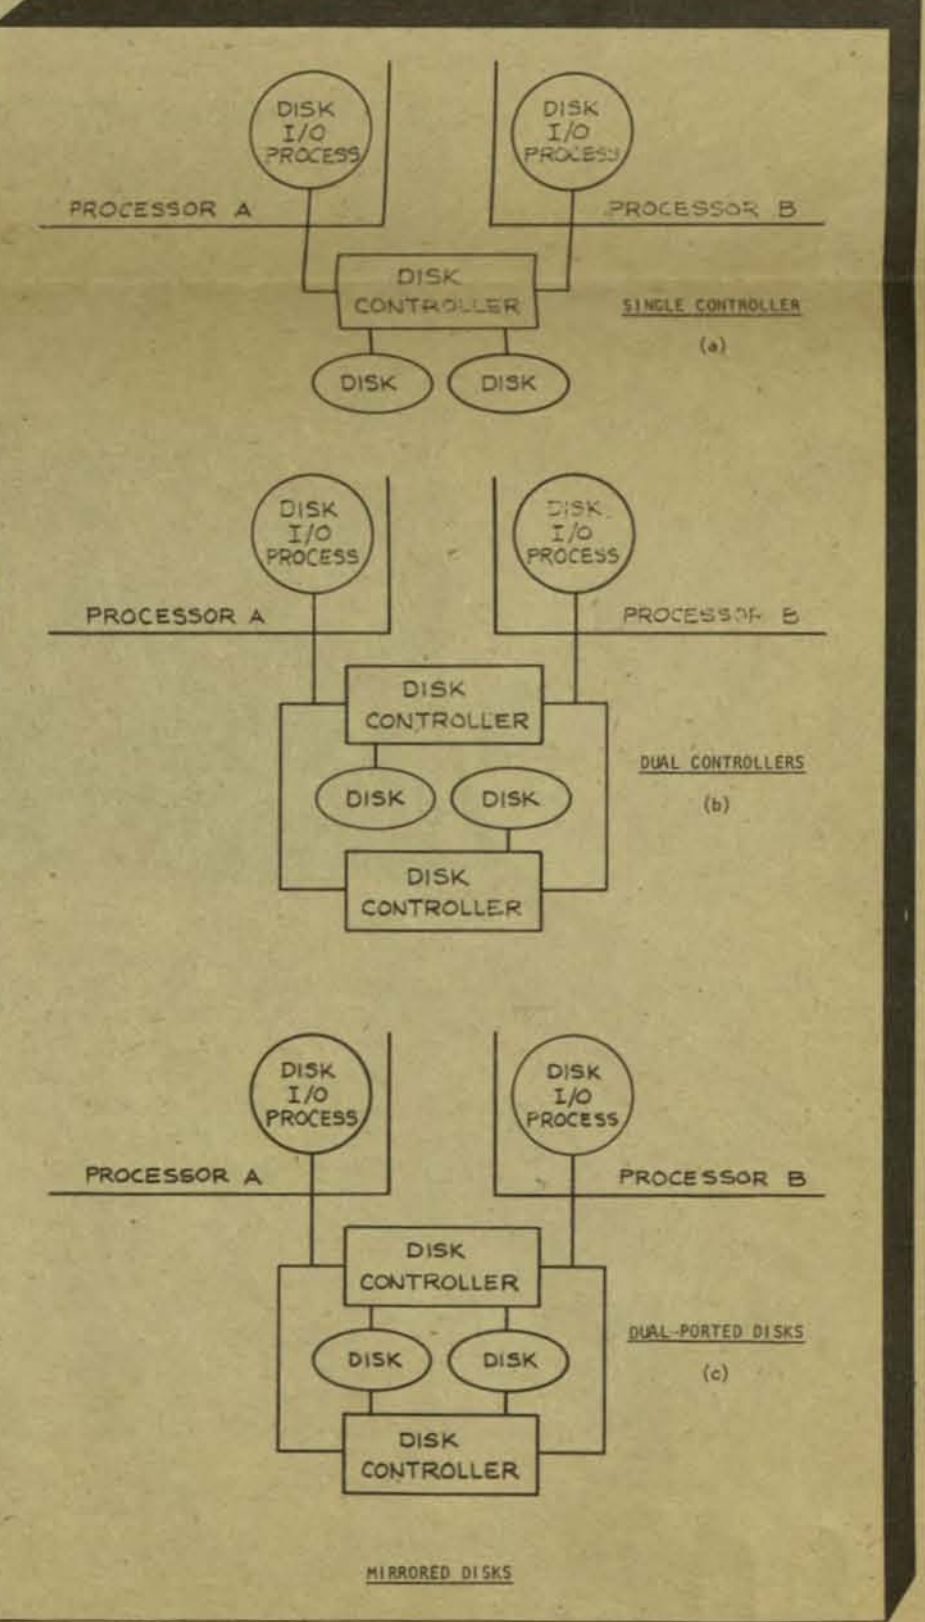 DISK
I/O
PROCESS
DISK
I/O
PROCESS
PROCESSOR A
PROCESSOR B
DISK
CONTROLLER
SINGLE CONTROLLER
(a)
DISK
DISK
DISK
I/O
PROCESS
DISK
I/O
PROCESS
PROCESSOR A
PROCESSOR B
DISK
CONTROLLER
DUAL CONTROLLERS
(b)
DISK
DISK
DISK
CONTROLLER
DISK
I/O
PROCESS
DISK
I/O
PROCESS
PROCESSOR A
PROCESSOR B
DISK
CONTROLLER
DUAL-PORTED DISKS
(c)
DISK
DISK
DISK
CONTROLLER
MIRRORED DISKS